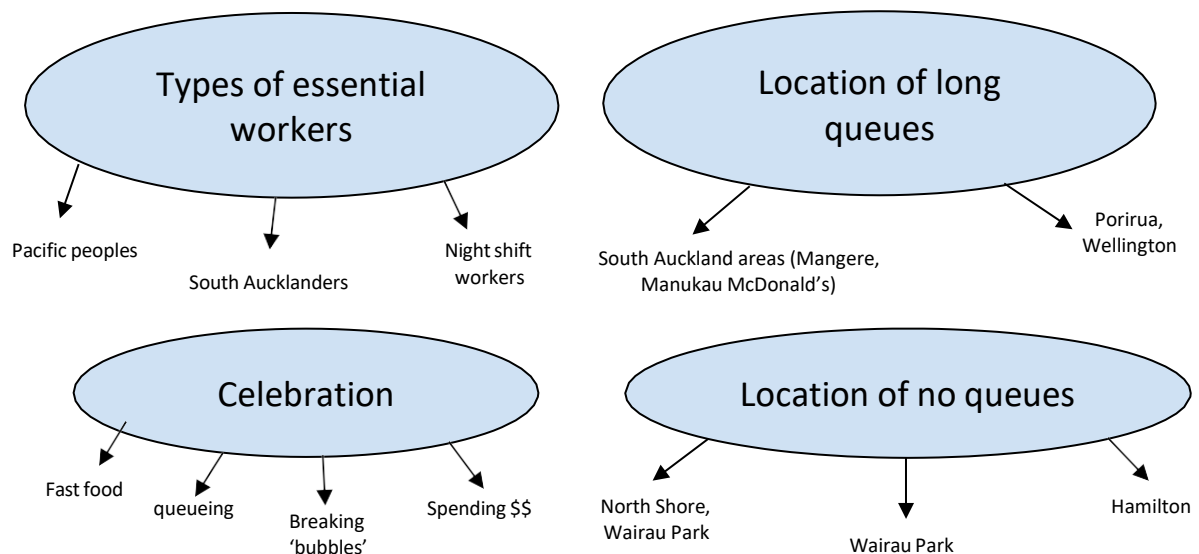 Types of essential
workers
Pacific peoples
South Aucklanders
Night shift
workers
Location of long
queues
South Auckland areas (Mangere,
Manukau McDonald’s)
Porirua,
Wellington
Celebration
Fast food
queueing
Breaking
‘bubbles’
Spending $$
Location of no queues
North Shore,
Wairau Park
Wairau Park
Hamilton